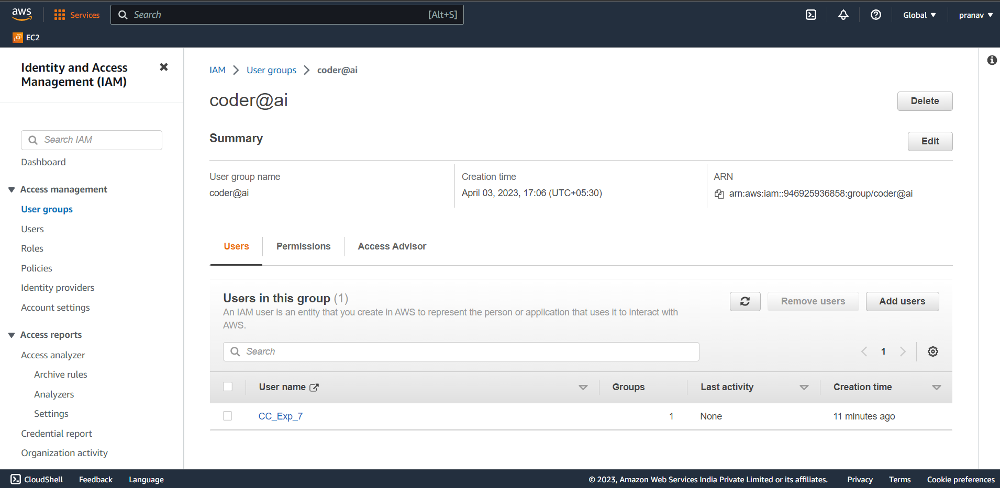 aws
Services
Search
[Alt+S]
Global
pranav
EC2
Identity and Access
Management (IAM)
Search IAM
Dashboard
Access management
User groups
Users
Roles
Policies
Identity providers
Account settings
Access reports
Access analyzer
Archive rules
Analyzers
Settings
Credential report
Organization activity
IAM
User groups
coder@ai
coder@ai
Delete
Summary
Edit
User group name
coder@ai
Creation time
April 03, 2023, 17:06 (UTC+05:30)
ARN
arn:aws:iam::946925936858:group/coder@ai
Users
Permissions
Access Advisor
Users in this group (1)
An IAM user is an entity that you create in AWS to represent the person or application that uses it to interact with
AWS.
Remove users
Add users
Search
1
User name
Groups
Last activity
Creation time
CC_Exp_7
1
None
11 minutes ago
CloudShell
Feedback
Language
© 2023, Amazon Web Services India Private Limited or its affiliates.
Privacy
Terms
Cookie preferences